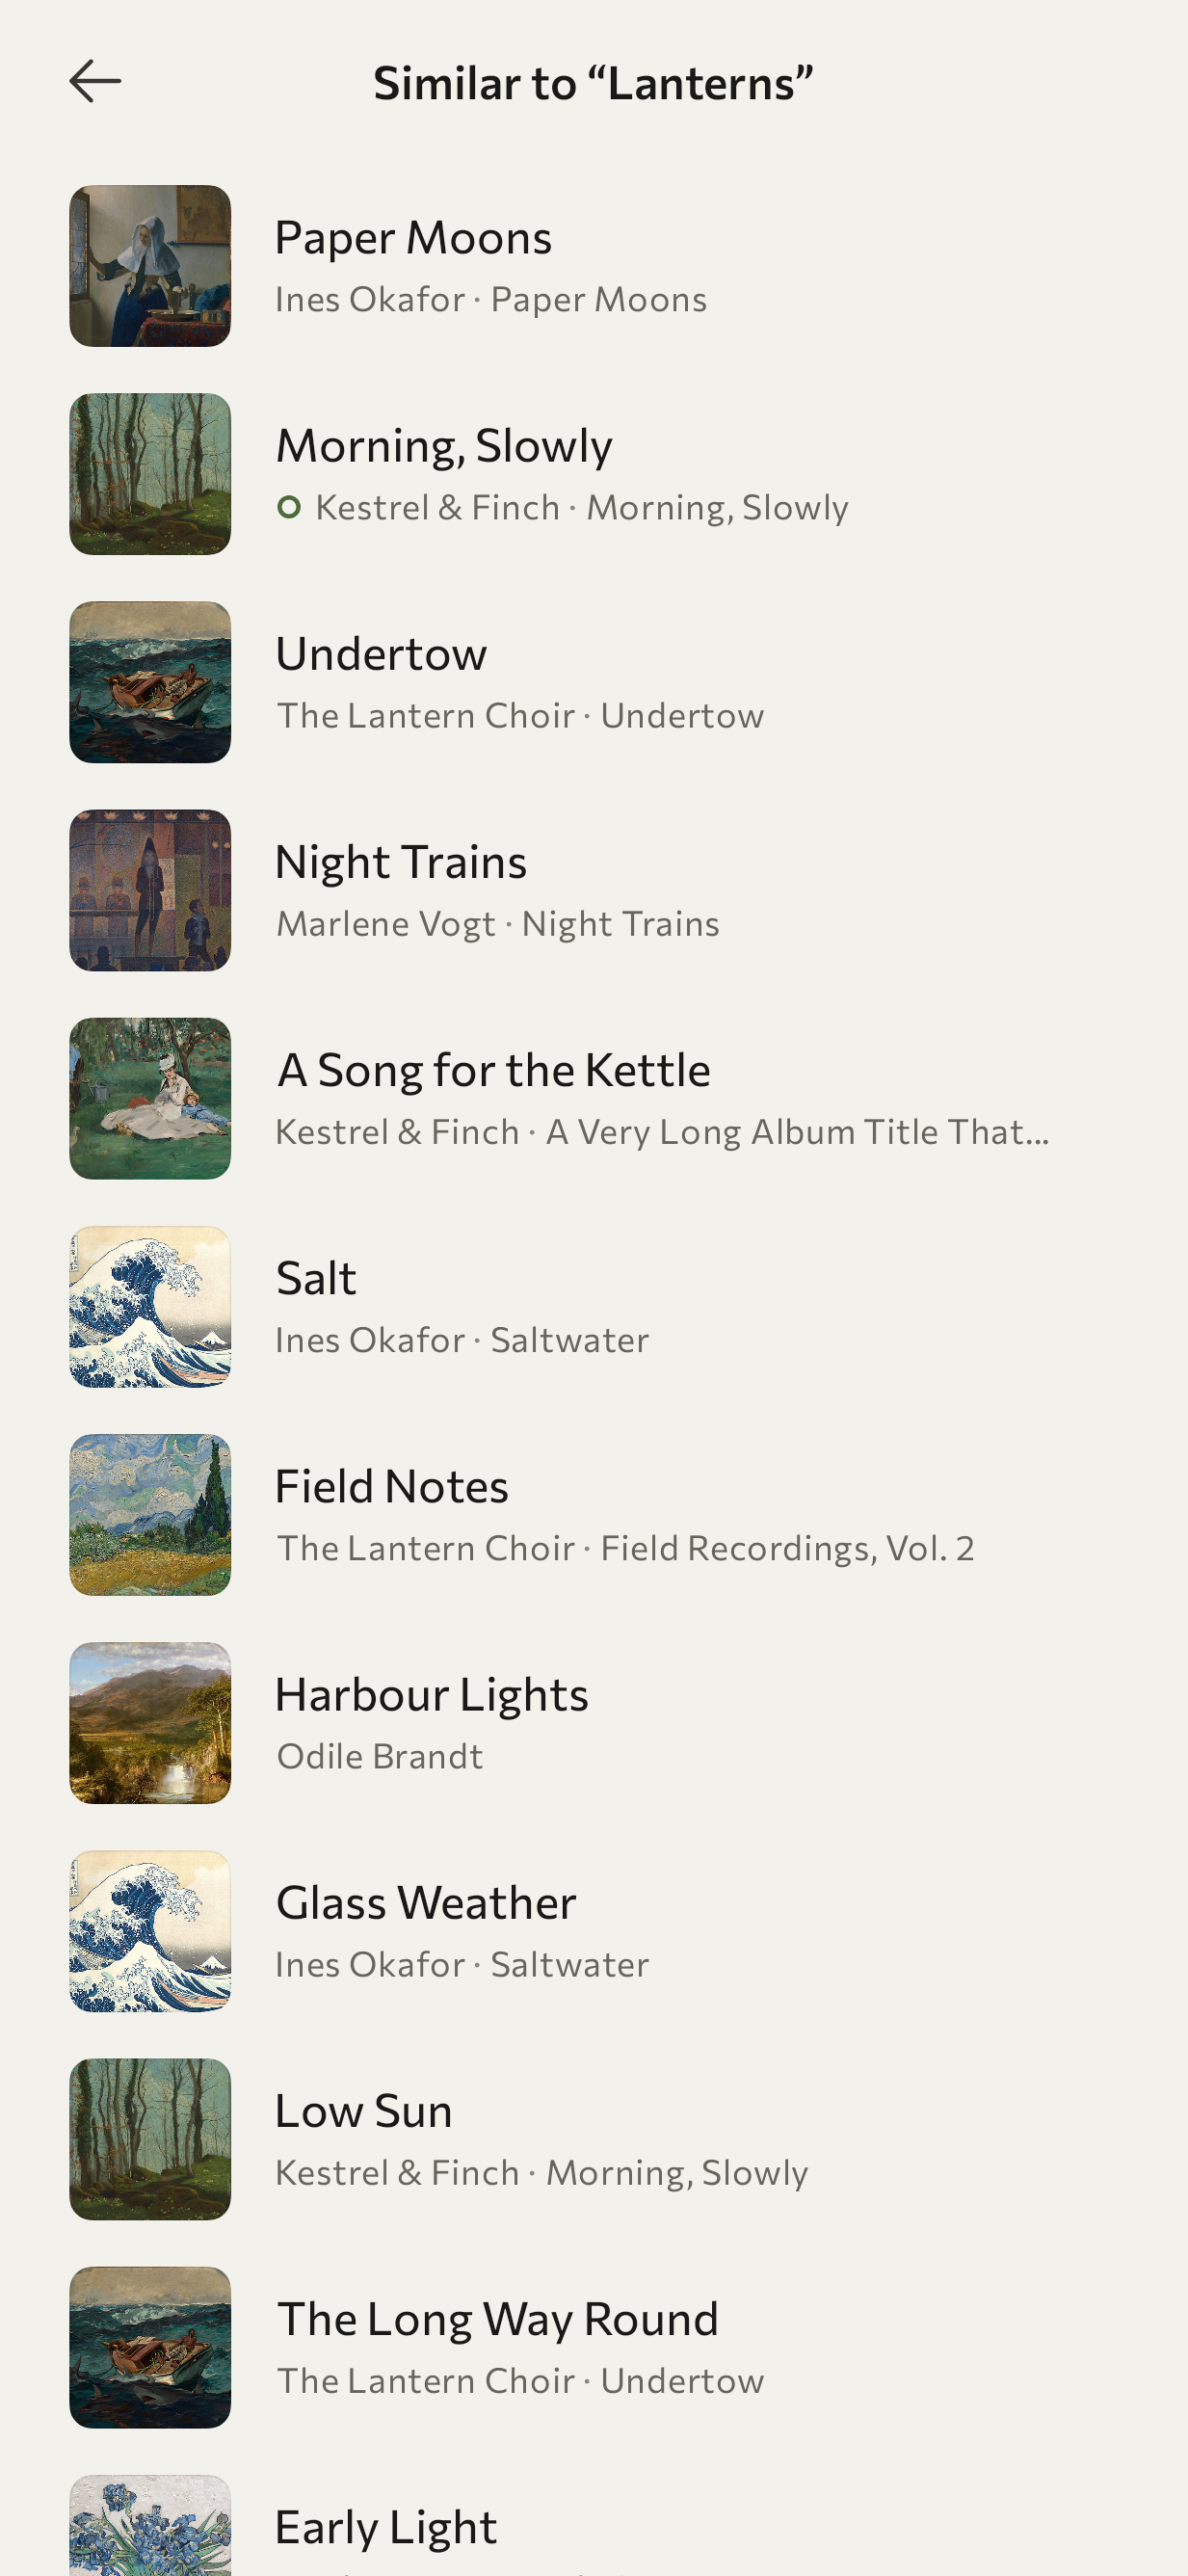 Similar to “Lanterns”
Paper Moons
Ines Okafor · Paper Moons
Morning, Slowly
Kestrel & Finch · Morning, Slowly
Undertow
The Lantern Choir · Undertow
Night Trains
Marlene Vogt · Night Trains
A Song for the Kettle
Kestrel & Finch · A Very Long Album Title That...
Salt
Ines Okafor · Saltwater
Field Notes
The Lantern Choir · Field Recordings, Vol. 2
Harbour Lights
Odile Brandt
Glass Weather
Ines Okafor · Saltwater
Low Sun
Kestrel & Finch · Morning, Slowly
The Long Way Round
The Lantern Choir · Undertow
Early Light